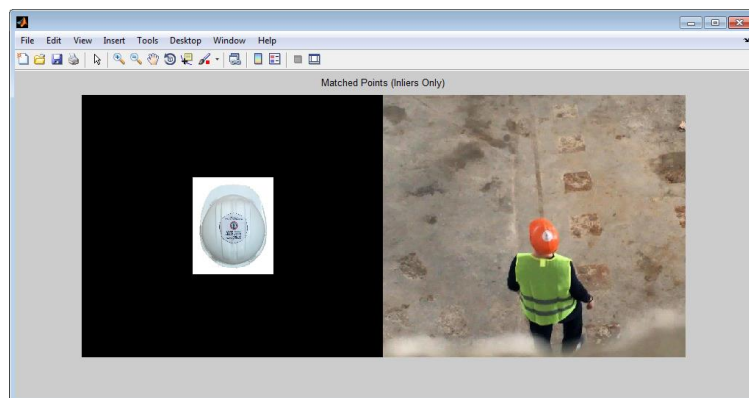 File Edit View Insert Tools Desktop Window Help
Matched Points (Inliers Only)